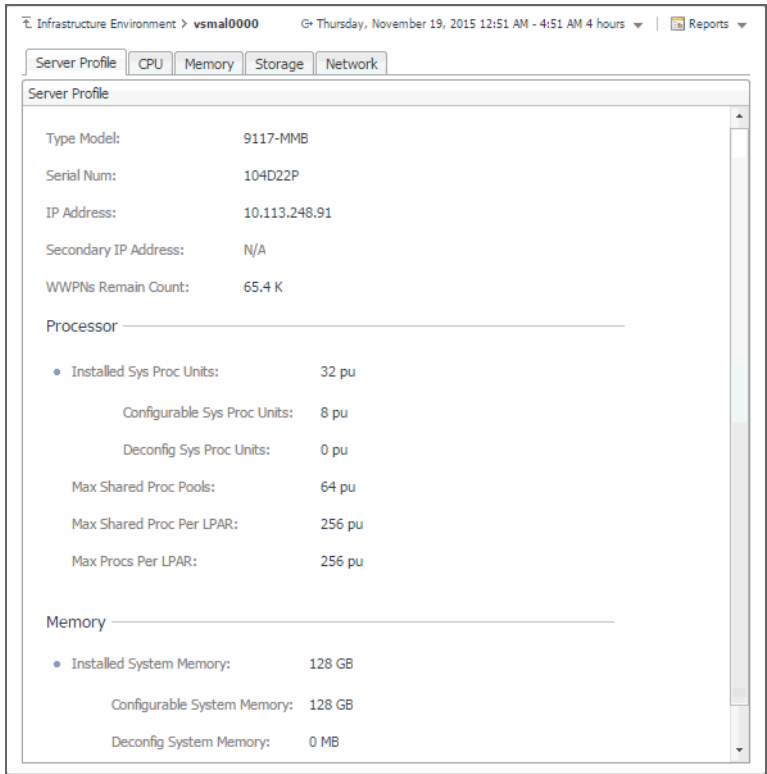 Infrastructure Environment > vsmal0000 Thursday, November 19, 2015 12:51 AM - 4:51 AM 4 hours | Reports
Server Profile CPU Memory Storage Network
Server Profile
Type Model: 9117-MMB
Serial Num: 104D22P
IP Address: 10.113.248.91
Secondary IP Address: N/A
WWPNs Remain Count: 65.4 K
Processor
Installed Sys Proc Units: 32 pu
Configurable Sys Proc Units: 8 pu
Deconfig Sys Proc Units: 0 pu
Max Shared Proc Pools: 64 pu
Max Shared Proc Per LPAR: 256 pu
Max Procs Per LPAR: 256 pu
Memory
Installed System Memory: 128 GB
Configurable System Memory: 128 GB
Deconfig System Memory: 0 MB